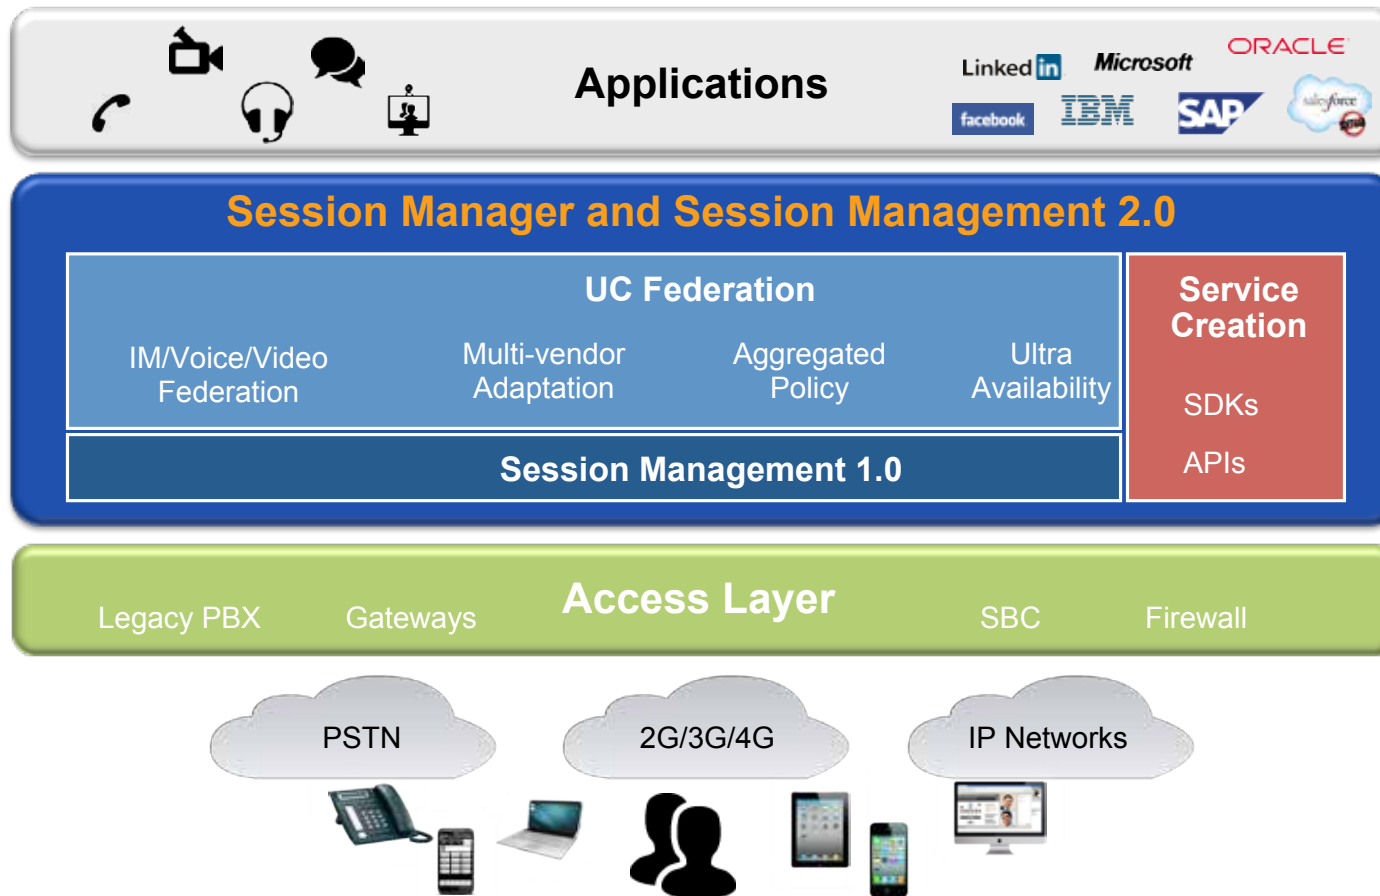 Applications
Linked in
Microsoft
ORACLE
facebook
IBM
SAP
salesforce
Session Manager and Session Management 2.0
UC Federation
IM/Voice/Video
Federation
Multi-vendor
Adaptation
Aggregated
Policy
Ultra
Availability
Service
Creation
SDKs
APIs
Session Management 1.0
Access Layer
Legacy PBX
Gateways
SBC
Firewall
PSTN
2G/3G/4G
IP Networks